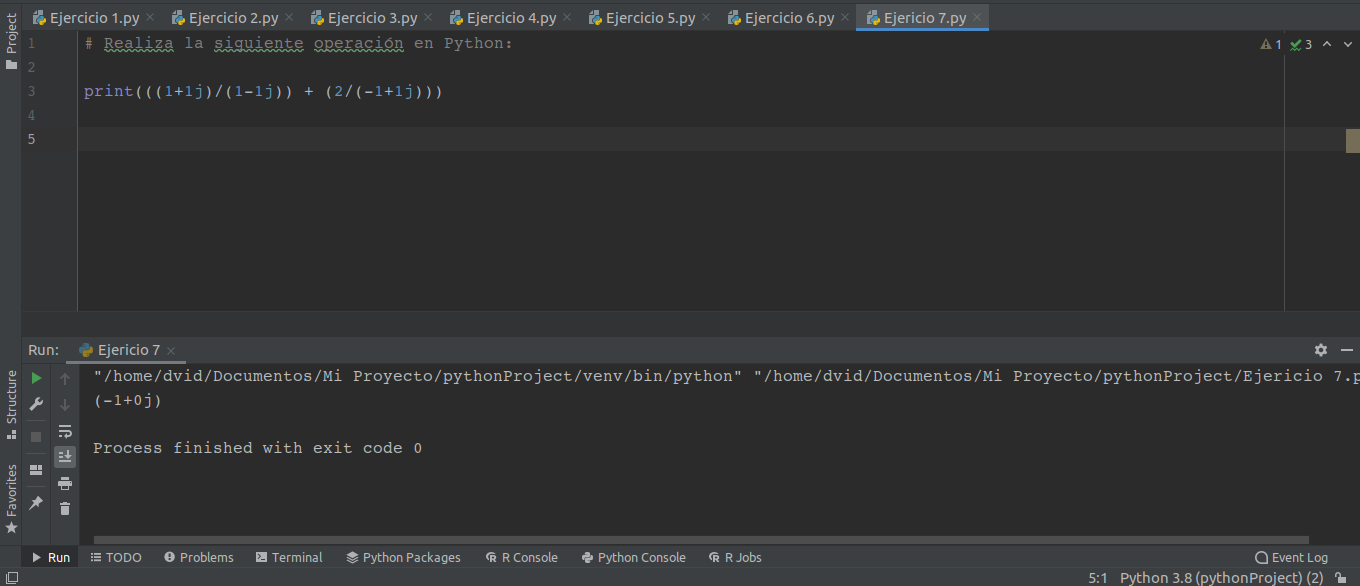 Ejercicio 1.py Ejercicio 2.py Ejercicio 3.py Ejercicio 4.py Ejercicio 5.py Ejercicio 6.py Ejericio 7.py
Project
1 # Realiza la siguiente operación en Python:
1 3
2
3 print(((1+1j)/(1-1j)) + (2/(-1+1j)))
4
5
Run: Ejericio 7
"/home/dvid/Documentos/Mi Proyecto/pythonProject/venv/bin/python" "/home/dvid/Documentos/Mi Proyecto/pythonProject/Ejericio 7.p
(-1+0j)
Process finished with exit code 0
Structure
Favorites
Run TODO Problems Terminal Python Packages R Console Python Console R Jobs Event Log
5:1 Python 3.8 (pythonProject) (2)